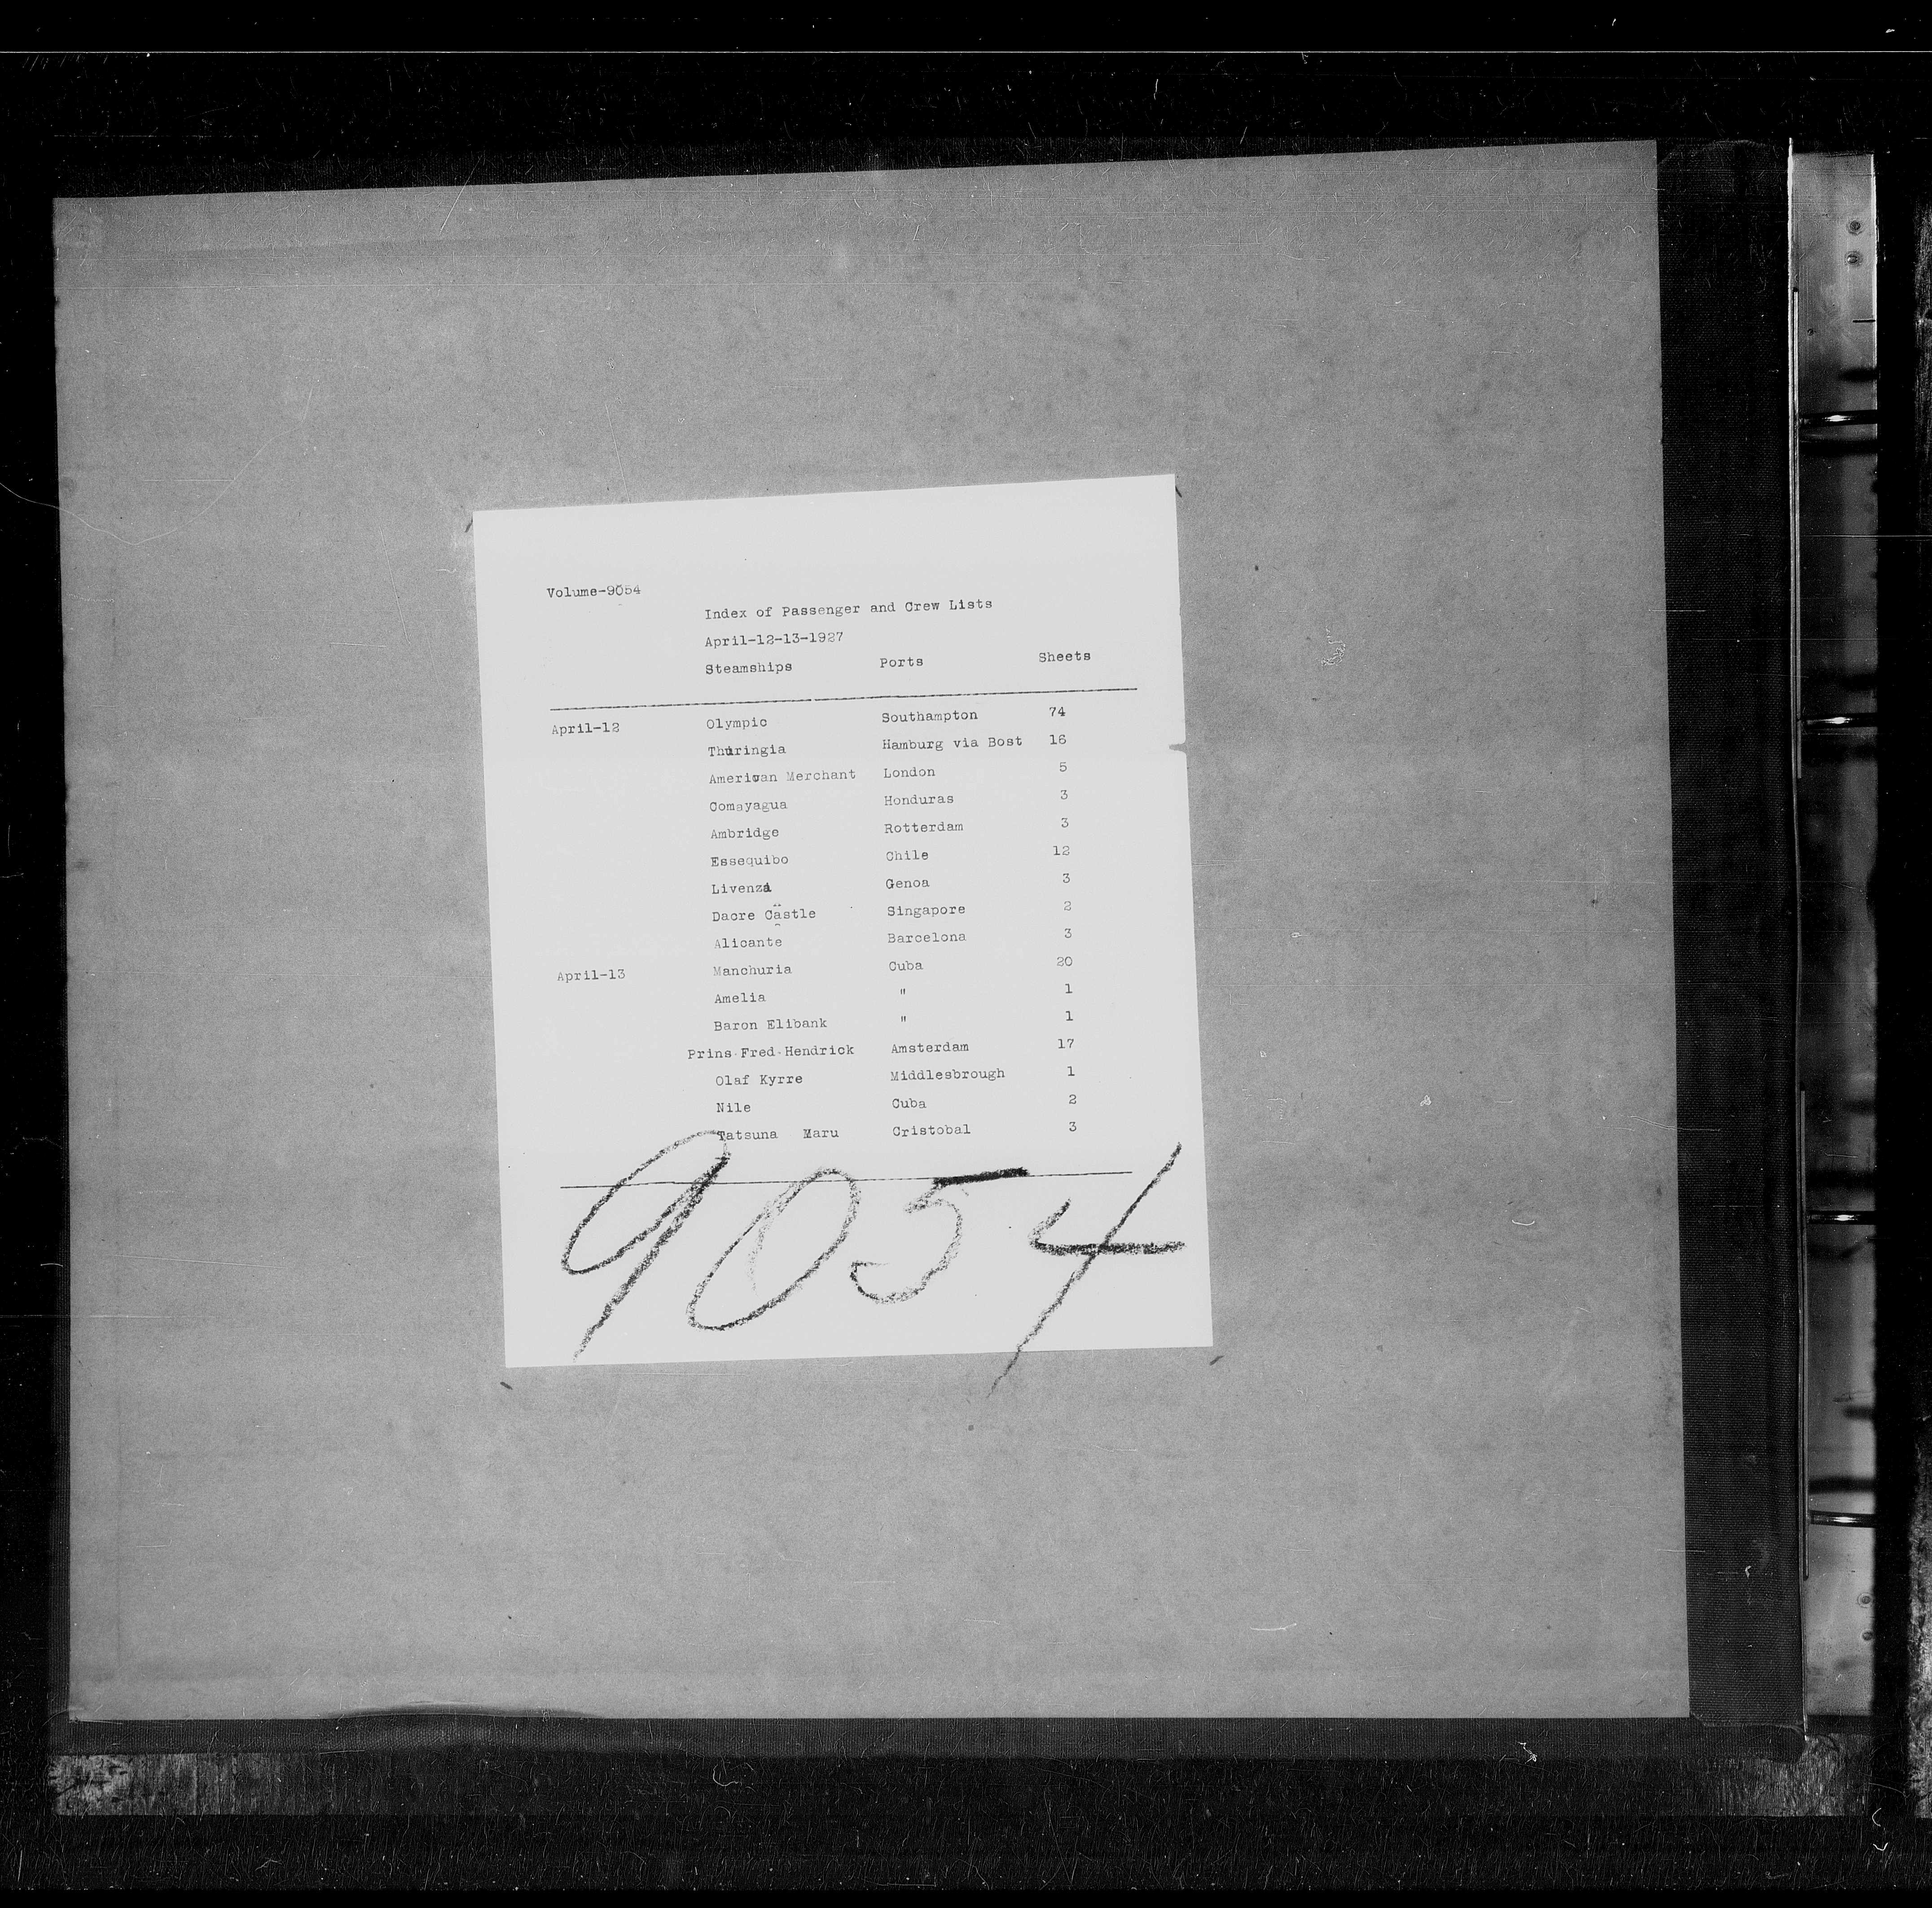 Volume-9054
Index of Passenger and Crew Lists
April-12-13-1927
Steamships Ports Sheets
April-12 Olympic Southampton 74
Thuringia Hamburg via Bost 16
American Merchant London 5
Comayagua Honduras 3
Ambridge Rotterdam 3
Essequibo Chile 12
Livenza Genoa 3
Dacre Castle Singapore 2
Alicante Barcelona 3
April-13 Manchuria Cuba 20
Amelia " 1
Baron Elibank " 1
Prins Fred Hendrick Amsterdam 17
Olaf Kyrre Middlesbrough 1
Nile Cuba 2
Tatsuna Maru Cristobal 3
9054